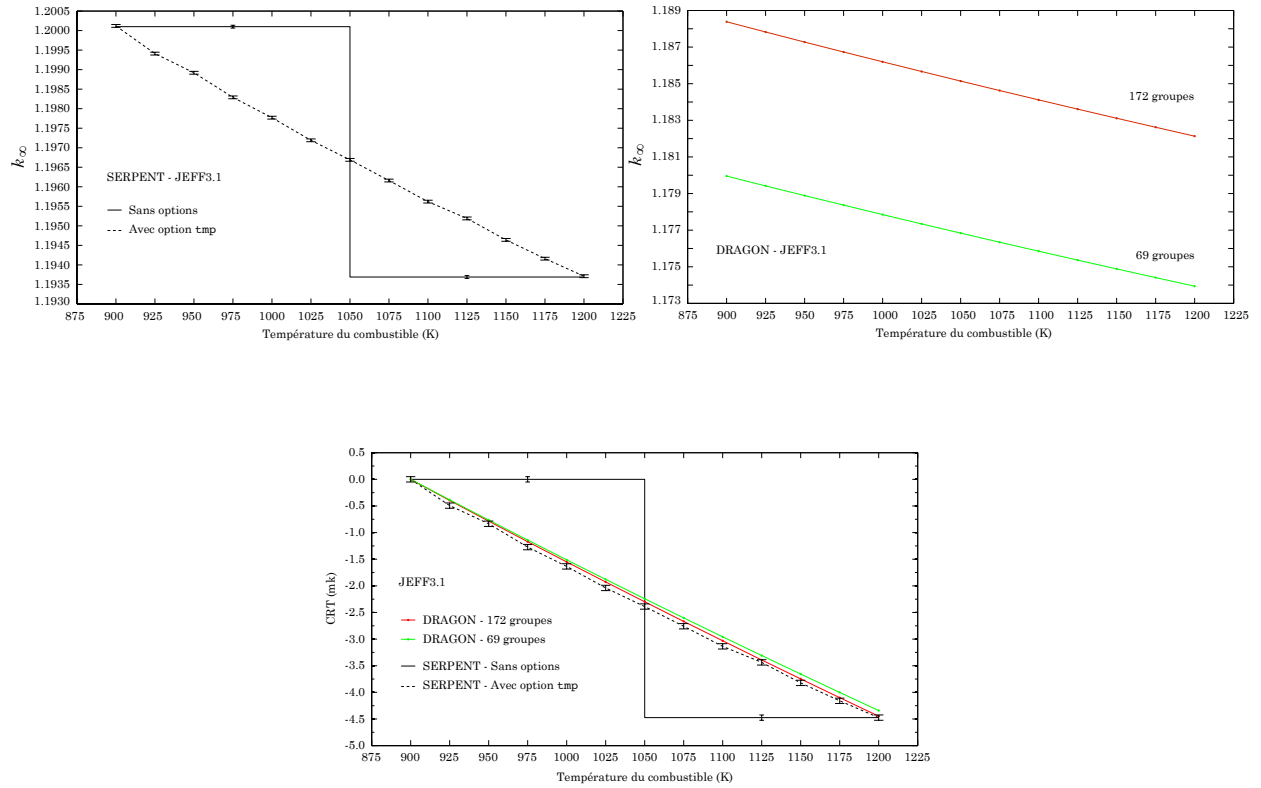 1.2005
1.2000
1.1995
1.1990
1.1985
1.1980
1.1975
1.1970
1.1965
1.1960
1.1955
1.1950
1.1945
1.1940
1.1935
1.1930
k∞
SERPENT - JEFF3.1
Sans options
Avec option tmp
875 900 925 950 975 1000 1025 1050 1075 1100 1125 1150 1175 1200 1225
Température du combustible (K)
1.189
1.187
1.185
1.183
1.181
1.179
1.177
1.175
1.173
k∞
172 groupes
69 groupes
DRAGON - JEFF3.1
875 900 925 950 975 1000 1025 1050 1075 1100 1125 1150 1175 1200 1225
Température du combustible (K)
0.5
0.0
-0.5
-1.0
-1.5
-2.0
-2.5
-3.0
-3.5
-4.0
-4.5
-5.0
CRT (mk)
JEFF3.1
DRAGON - 172 groupes
DRAGON - 69 groupes
SERPENT - Sans options
SERPENT - Avec option tmp
875 900 925 950 975 1000 1025 1050 1075 1100 1125 1150 1175 1200 1225
Température du combustible (K)